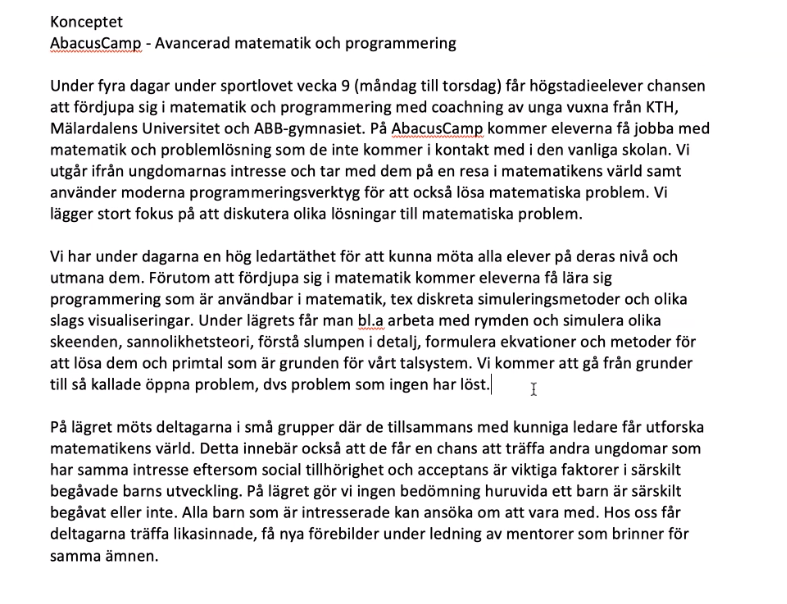 Konceptet
AbacusCamp - Avancerad matematik och programmering
Under fyra dagar under sportlovet vecka 9 (måndag till torsdag) får högstadieelever chansen
att fördjupa sig i matematik och programmering med coachning av unga vuxna från KTH,
Mälardalens Universitet och ABB-gymnasiet. På AbacusCamp kommer eleverna få jobba med
matematik och problemlösning som de inte kommer i kontakt med i den vanliga skolan. Vi
utgår ifrån ungdomarnas intresse och tar med dem på en resa i matematikens värld samt
använder moderna programmeringsverktyg för att också lösa matematiska problem. Vi
lägger stort fokus på att diskutera olika lösningar till matematiska problem.
Vi har under dagarna en hög ledartäthet för att kunna möta alla elever på deras nivå och
utmana dem. Förutom att fördjupa sig i matematik kommer eleverna få lära sig
programmering som är användbar i matematik, tex diskreta simuleringsmetoder och olika
slags visualiseringar. Under lägrets får man bl.a arbeta med rymden och simulera olika
skeenden, sannolikhetsteori, förstå slumpen i detalj, formulera ekvationer och metoder för
att lösa dem och primtal som är grunden för vårt talsystem. Vi kommer att gå från grunder
till så kallade öppna problem, dvs problem som ingen har löst.
På lägret möts deltagarna i små grupper där de tillsammans med kunniga ledare får utforska
matematikens värld. Detta innebär också att de får en chans att träffa andra ungdomar som
har samma intresse eftersom social tillhörighet och acceptans är viktiga faktorer i särskilt
begåvade barns utveckling. På lägret gör vi ingen bedömning huruvida ett barn är särskilt
begåvat eller inte. Alla barn som är intresserade kan ansöka om att vara med. Hos oss får
deltagarna träffa likasinnade, få nya förebilder under ledning av mentorer som brinner för
samma ämnen.